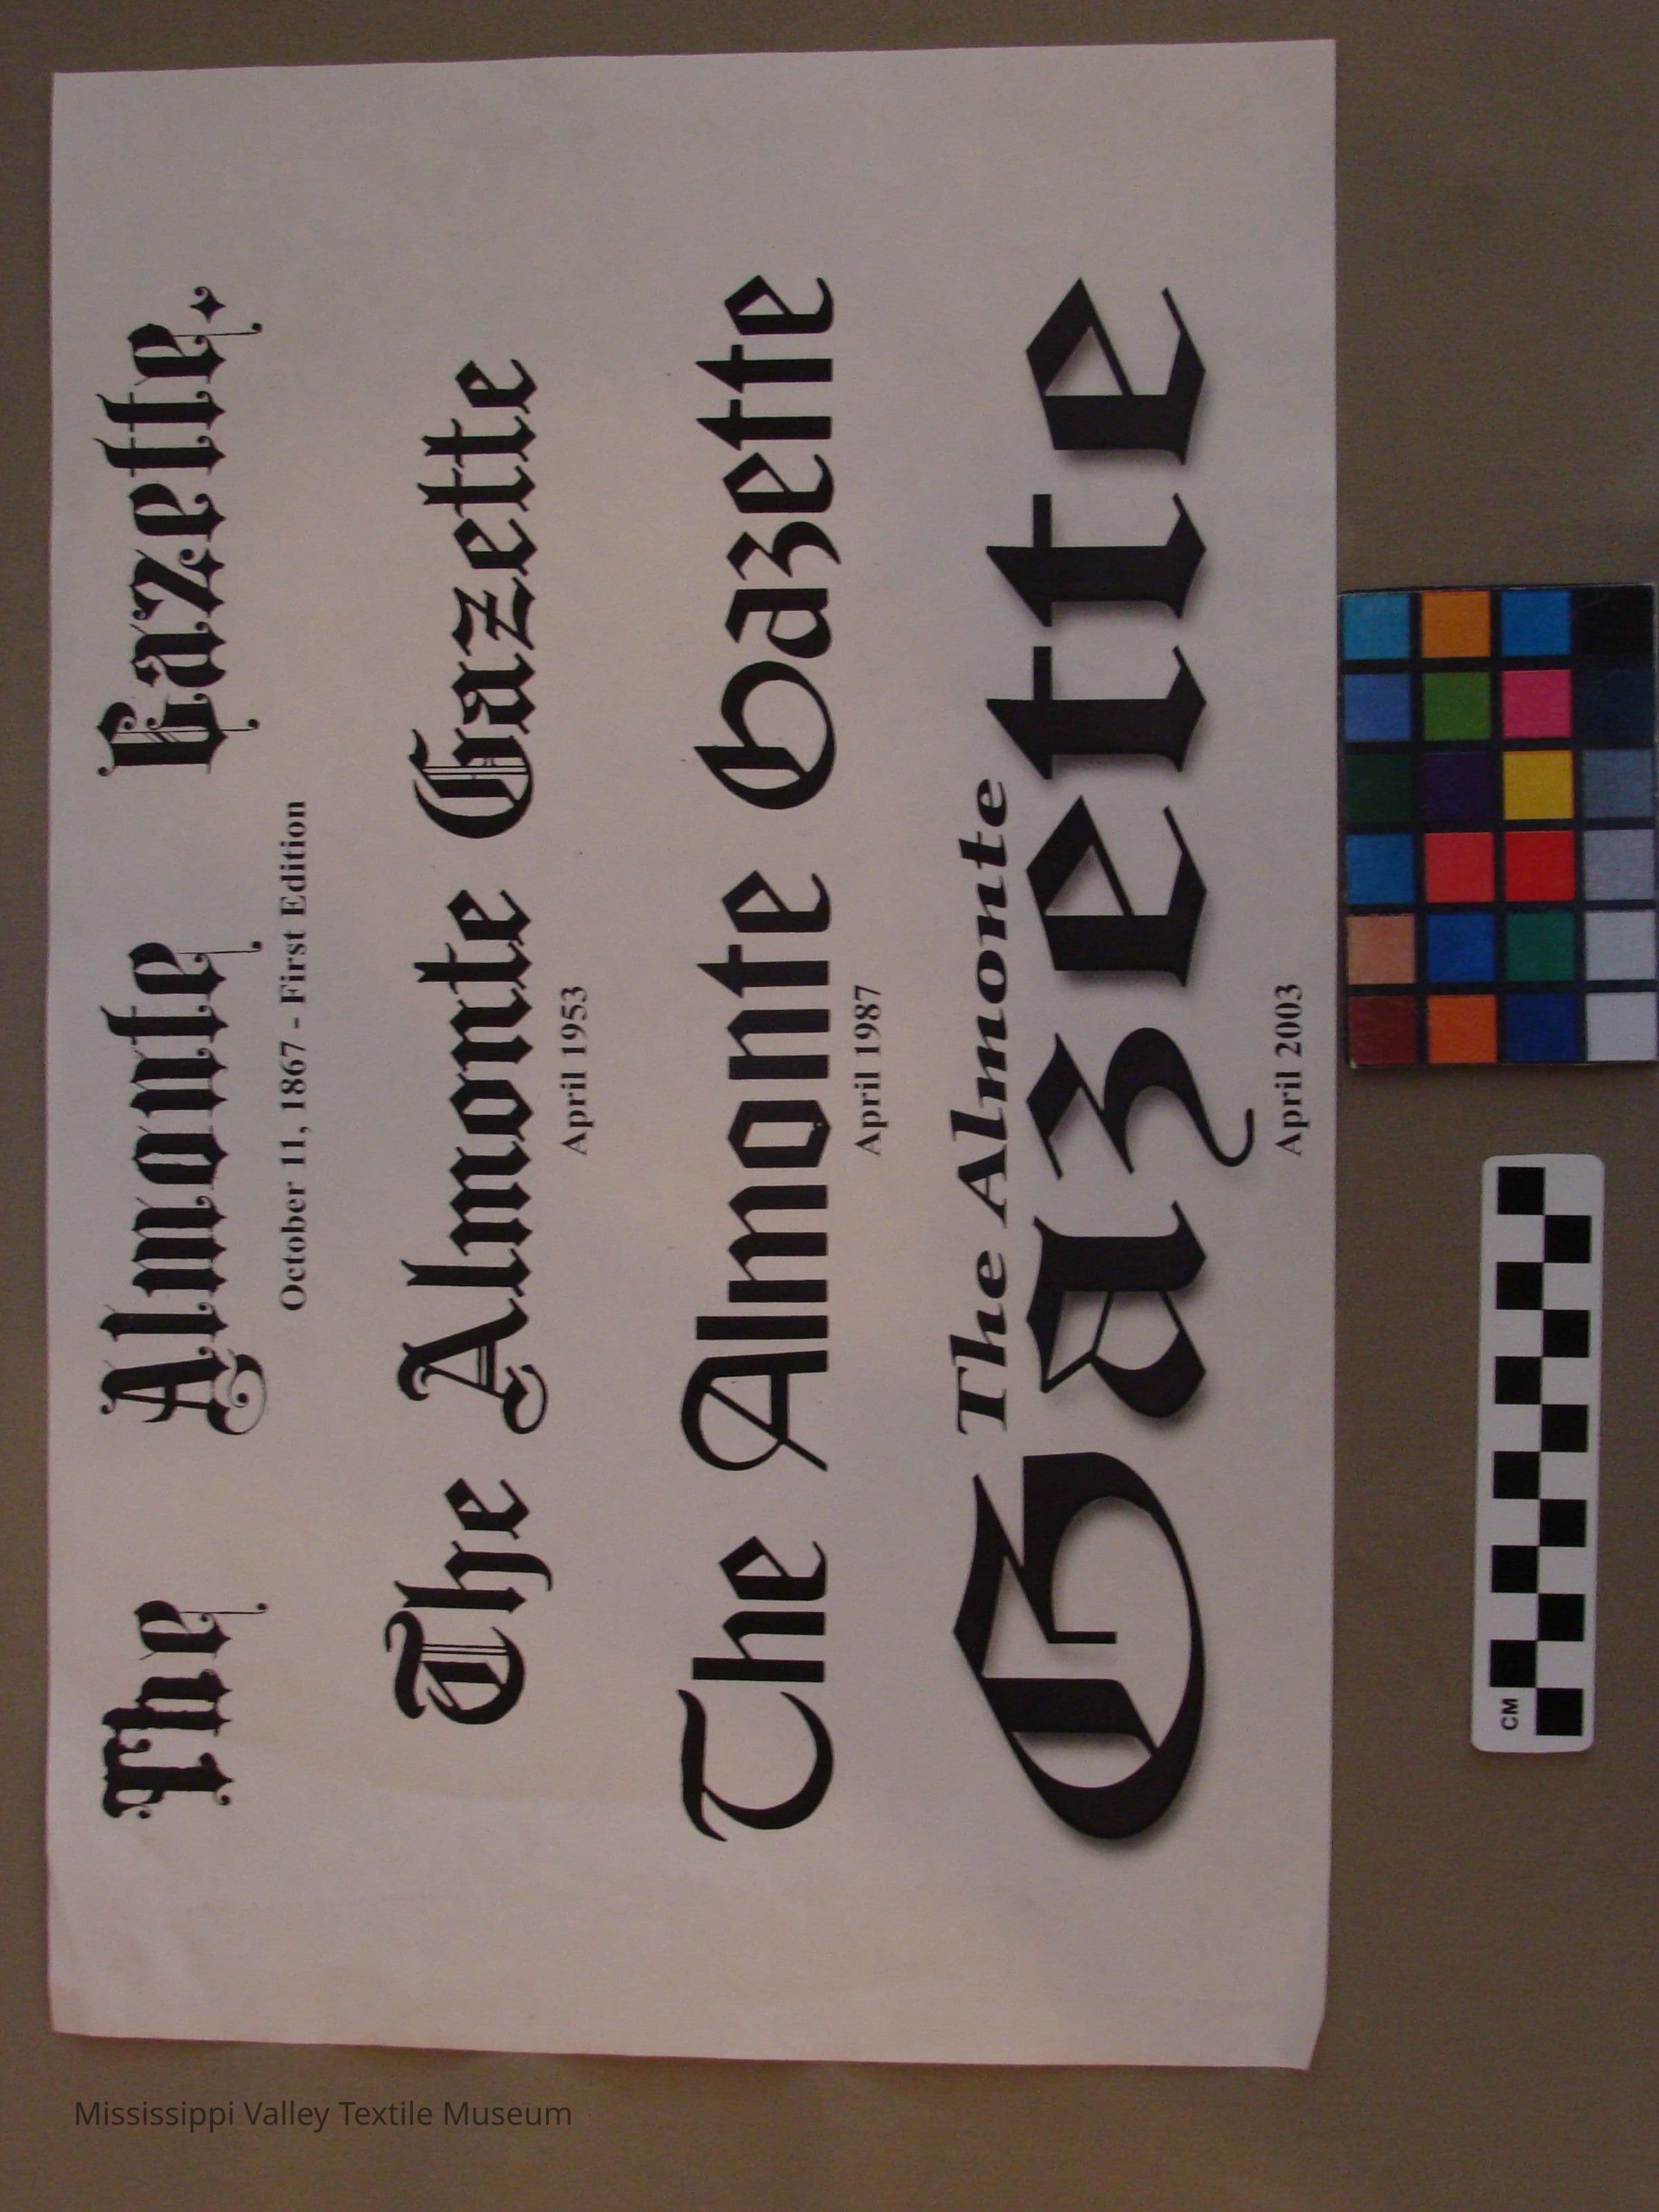 The Almonte Gazette.
October 11, 1867 - First Edition
The Almonte Gazette
April 1953
The Almonte Gazette
April 1987
The Almonte
Gazette
April 2003
CM
Mississippi Valley Textile Museum